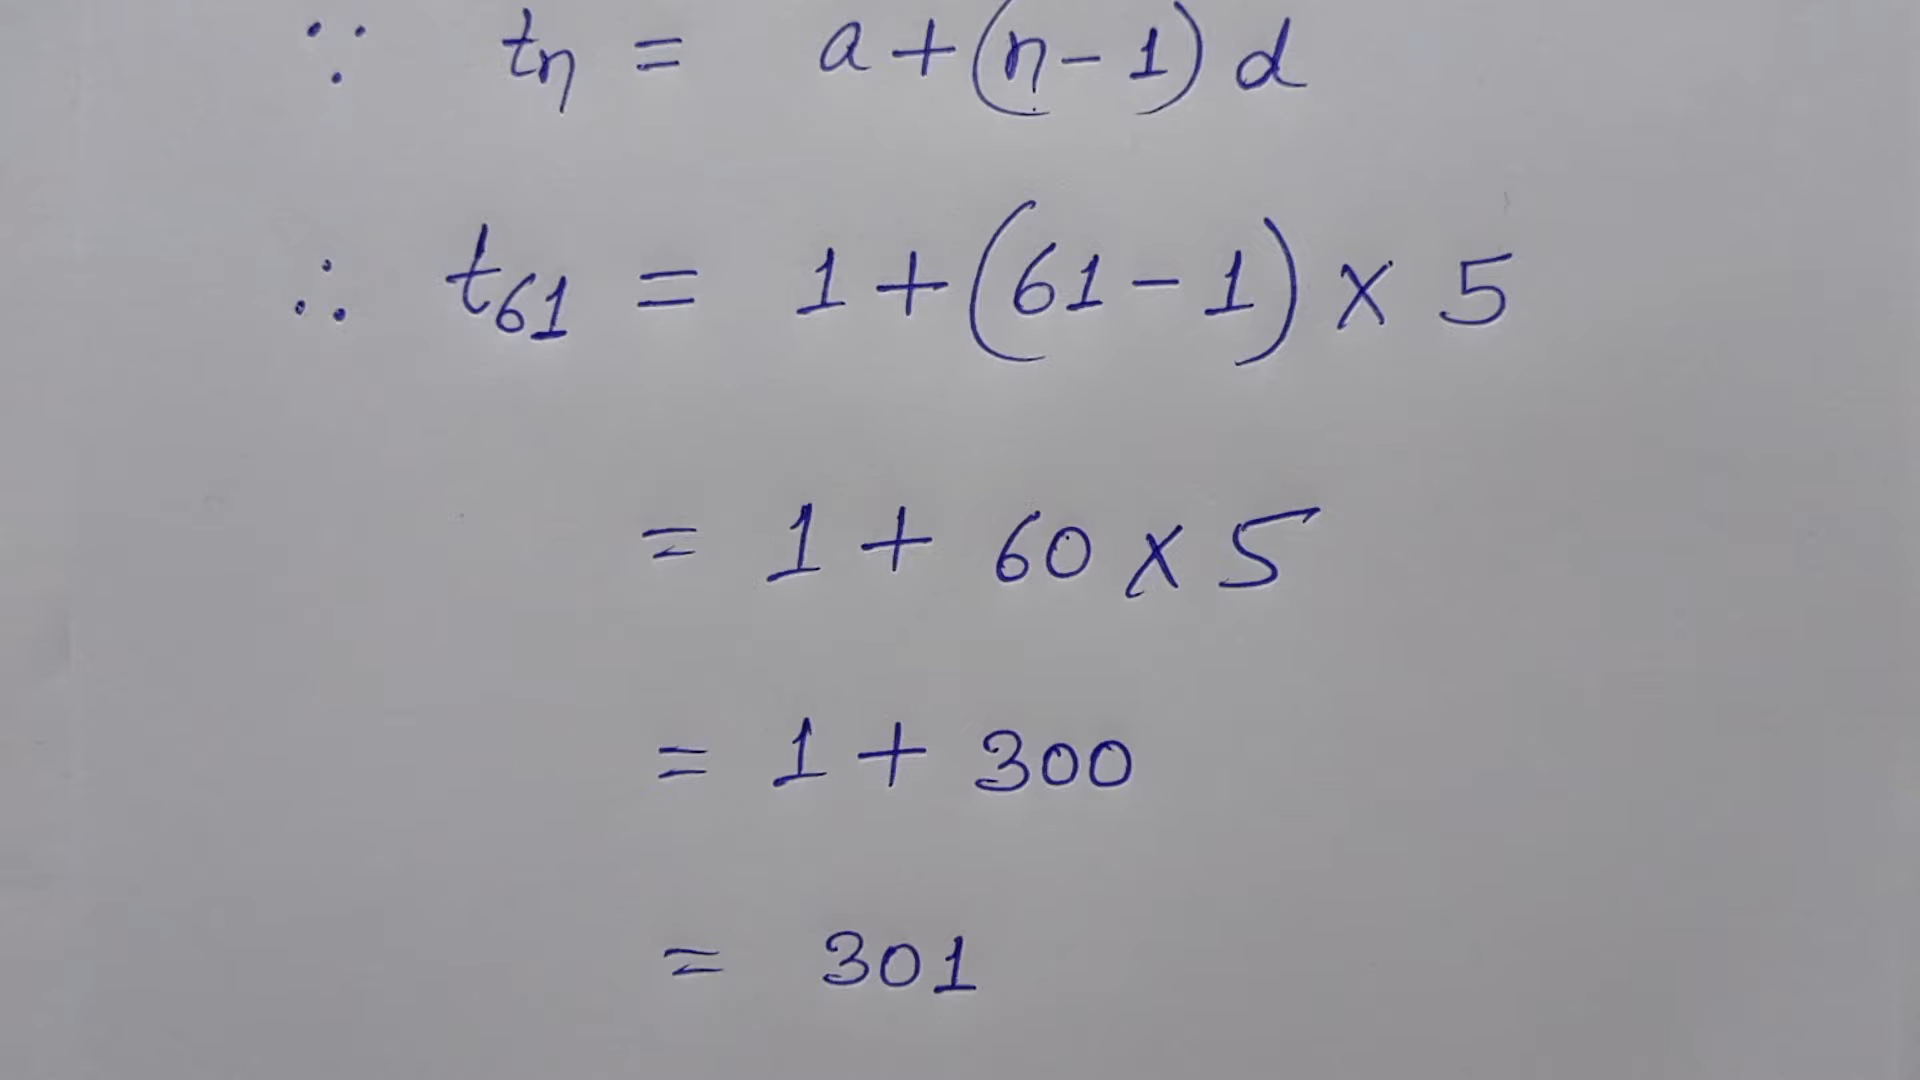 ∵ tn = a + (n - 1) d
∴ t61 = 1 + (61 - 1) × 5
= 1 + 60 × 5
= 1 + 300
= 301